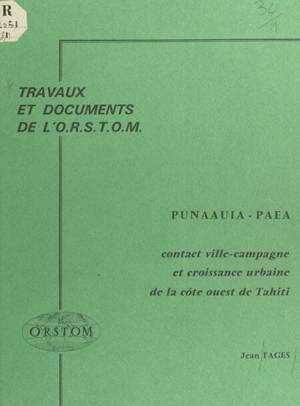 R
TRAVAUX
ET DOCUMENTS
DE L'O.R.S.T.O.M.
PUNAAUIA - PAEA
contact ville-campagne
et croissance urbaine
de la côte ouest de Tahiti
ORSTOM
Jean FAGES